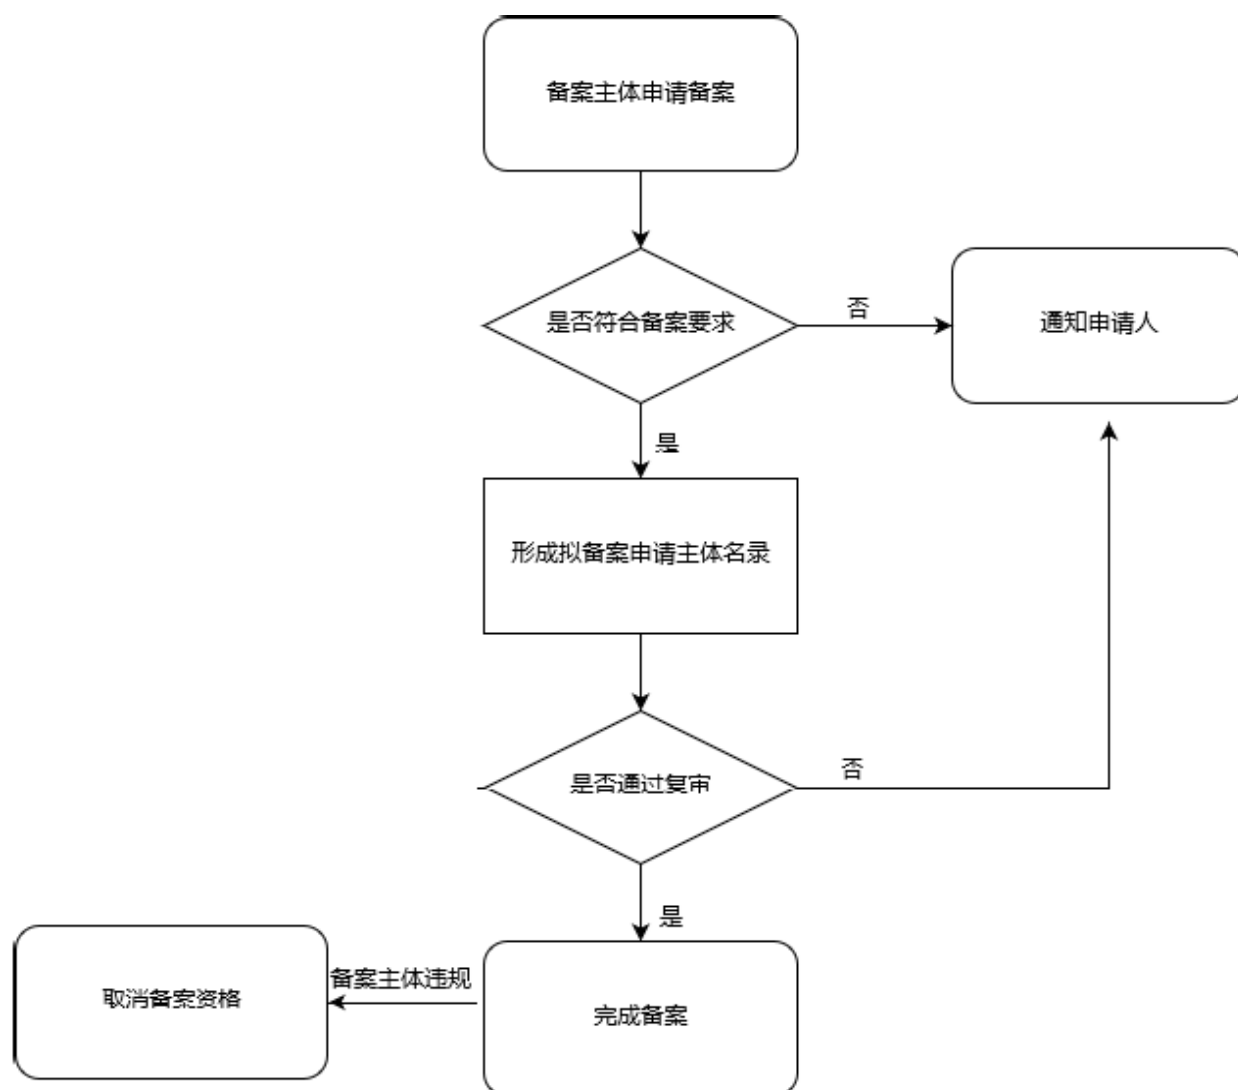 备案主体申请备案
是否符合备案要求
否
通知申请人
是
形成拟备案申请主体名录
是否通过复审
否
是
备案主体违规
取消备案资格
完成备案